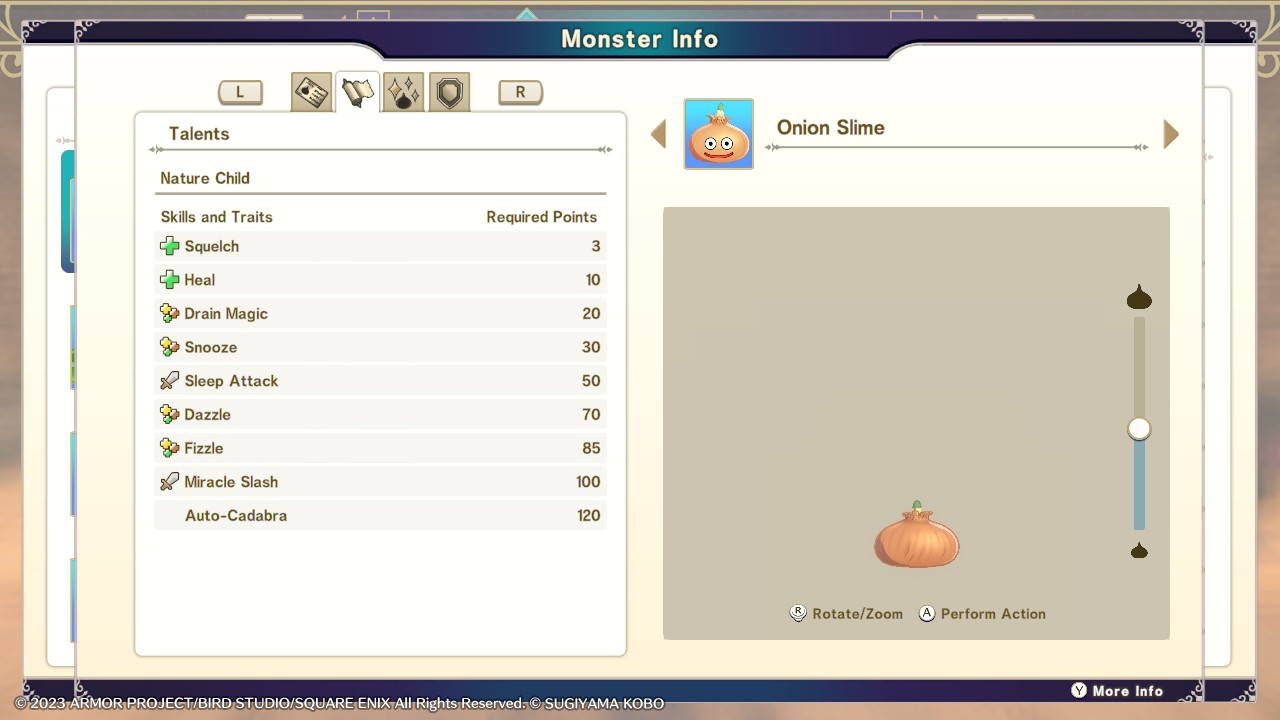 Monster Info
L
R
Talents
Nature Child
Skills and Traits Required Points
Squelch 3
Heal 10
Drain Magic 20
Snooze 30
Sleep Attack 50
Dazzle 70
Fizzle 85
Miracle Slash 100
Auto-Cadabra 120
Onion Slime
R Rotate/Zoom A Perform Action
Y More Info
© 2023 ARMOR PROJECT/BIRD STUDIO/SQUARE ENIX All Rights Reserved. © SUGIYAMA KOBO